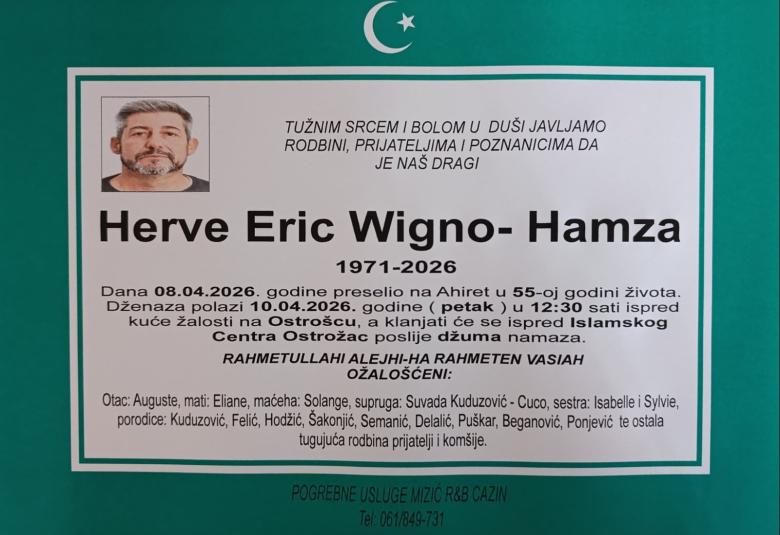 TUŽNIM SRCEM I BOLOM U DUŠI JAVLJAMO
RODBINI, PRIJATELJIMA I POZNANICIMA DA
JE NAŠ DRAGI
Herve Eric Wigno- Hamza
1971-2026
Dana 08.04.2026. godine preselio na Ahiret u 55-oj godini života.
Dženaza polazi 10.04.2026. godine ( petak ) u 12:30 sati ispred
kuće žalosti na Ostrošcu, a klanjati će se ispred Islamskog
Centra Ostrožac poslije džuma namaza.
RAHMETULLAHI ALEJHI-HA RAHMETEN VASIAH
OŽALOŠĆENI:
Otac: Auguste, mati: Eliane, maćeha: Solange, supruga: Suvada Kuduzović - Cuco, sestra: Isabelle i Sylvie,
porodice: Kuduzović, Felić, Hodžić, Šakonjić, Semanić, Delalić, Puškar, Beganović, Ponjević te ostala
tugujuća rodbina prijatelji i komšije.
POGREBNE USLUGE MIZIĆ R&B CAZIN
Tel: 061/849-731